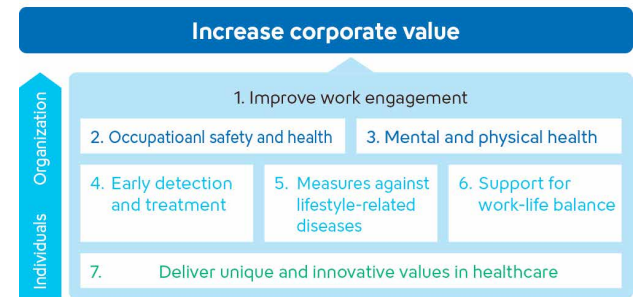 Increase corporate value
Organization
Individuals
1. Improve work engagement
2. Occupatioanl safety and health
3. Mental and physical health
4. Early detection
and treatment
5. Measures against
lifestyle-related
diseases
6. Support for
work-life balance
7. Deliver unique and innovative values in healthcare